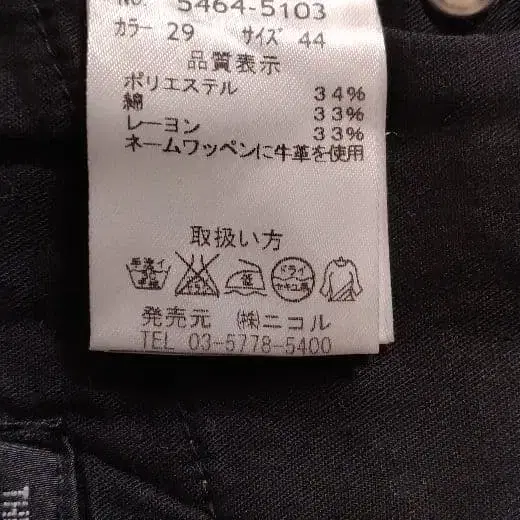 No. 5464-5103
カラー 29 サイズ 44
品質表示
ポリエステル 34%
綿 33%
レーヨン 33%
ネームワッペンに牛革を使用
取扱い方
手洗イ 低 ドライ セキユ系
発売元 ㈱ニコル
TEL 03-5778-5400